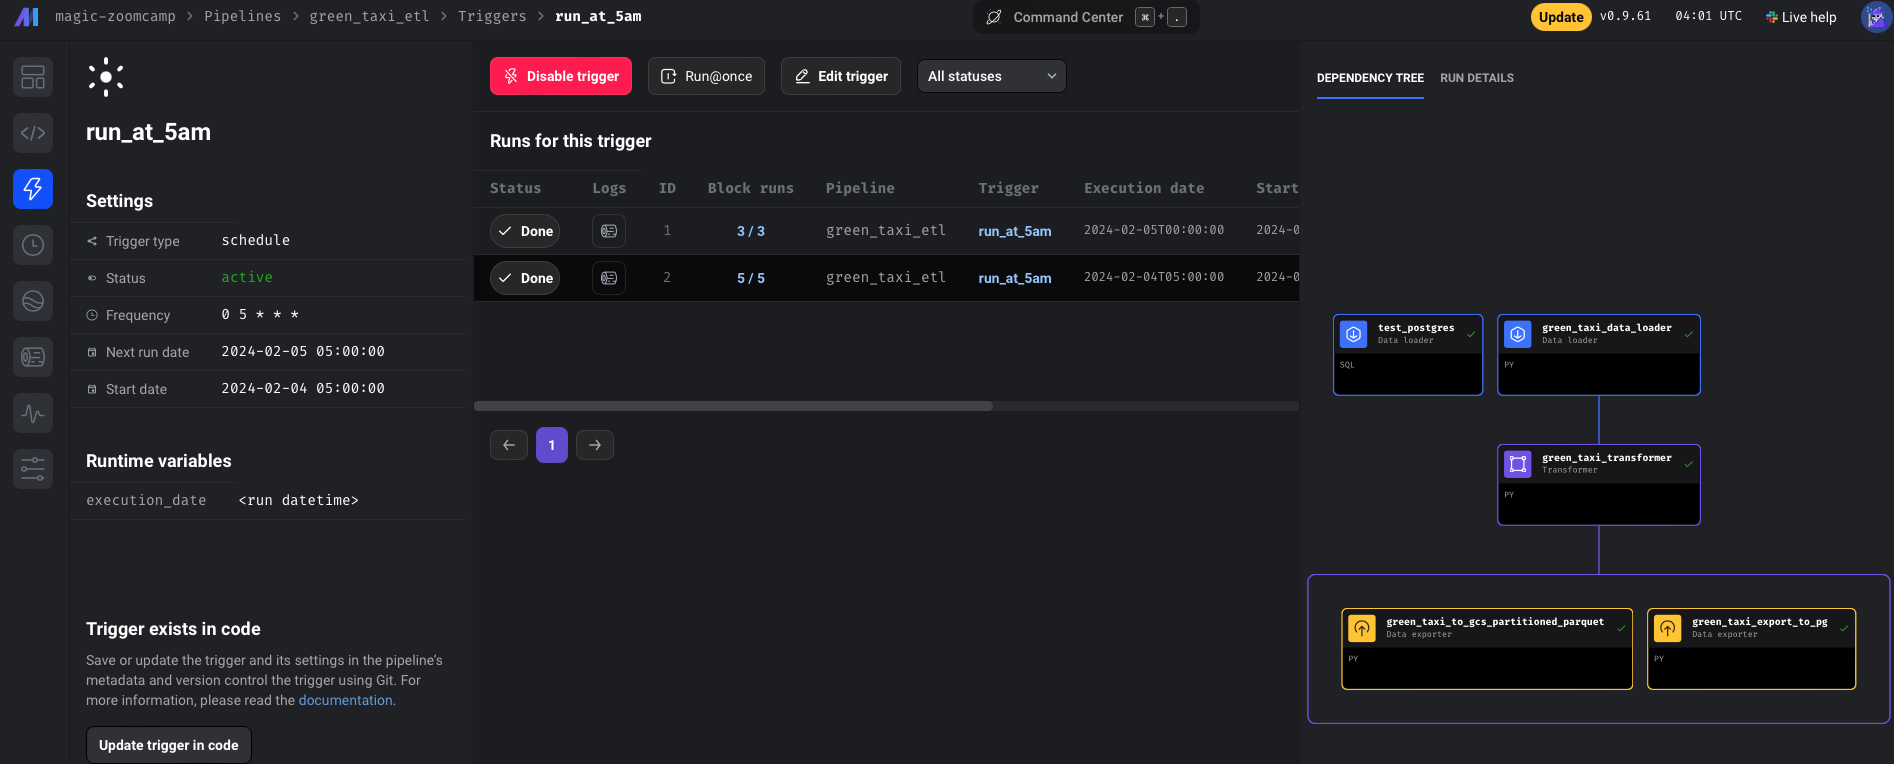 magic-zoomcamp > Pipelines > green_taxi_etl > Triggers > run_at_5am
Command Center ⌘ + .
Update v0.9.61 04:01 UTC Live help
run_at_5am
Settings
Trigger type schedule
Status active
Frequency 0 5 * * *
Next run date 2024-02-05 05:00:00
Start date 2024-02-04 05:00:00
Runtime variables
execution_date <run datetime>
Trigger exists in code
Save or update the trigger and its settings in the pipeline's
metadata and version control the trigger using Git. For
more information, please read the documentation.
Update trigger in code
Disable trigger Run@once Edit trigger All statuses
Runs for this trigger
Status Logs ID Block runs Pipeline Trigger Execution date Start
Done 1 3 / 3 green_taxi_etl run_at_5am 2024-02-05T00:00:00 2024-0
Done 2 5 / 5 green_taxi_etl run_at_5am 2024-02-04T05:00:00 2024-0
1
DEPENDENCY TREE RUN DETAILS
test_postgres
Data loader
SQL
green_taxi_data_loader
Data loader
PY
green_taxi_transformer
Transformer
PY
green_taxi_to_gcs_partitioned_parquet
Data exporter
PY
green_taxi_export_to_pg
Data exporter
PY